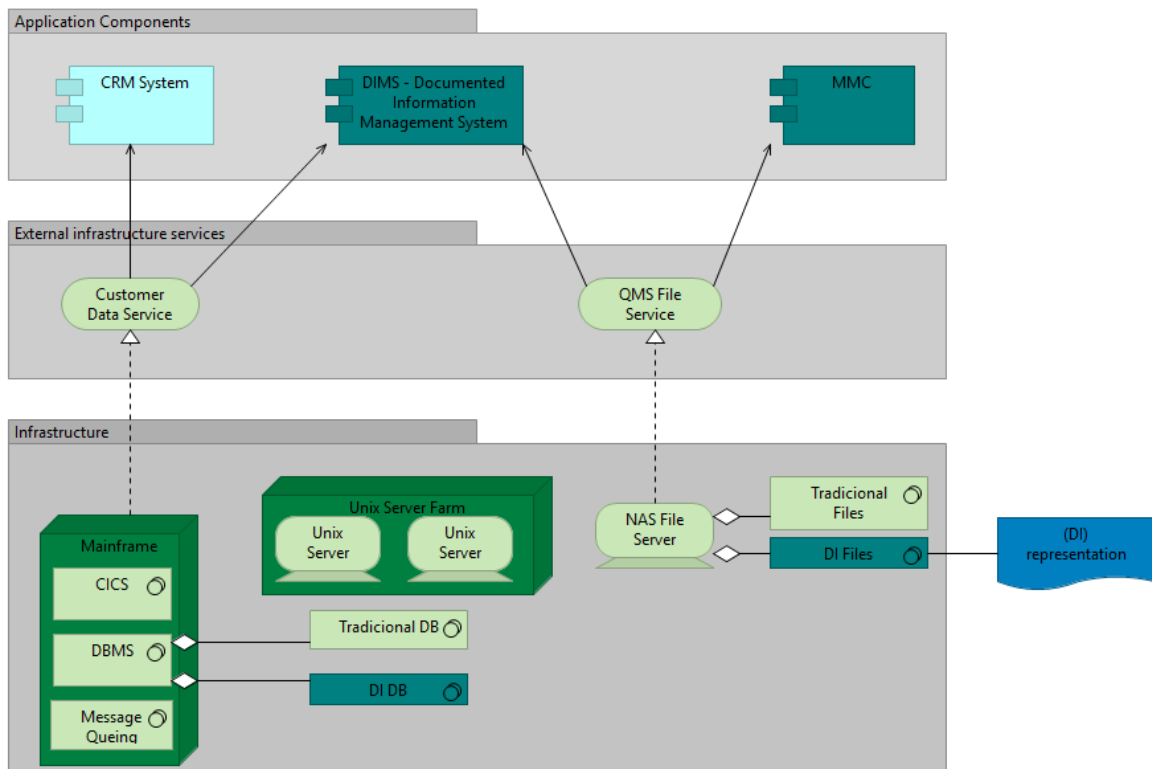 Application Components
CRM System
DIMS - Documented
Information
Management System
MMC
External infrastructure services
Customer
Data Service
QMS File
Service
Infrastructure
Mainframe
CICS
DBMS
Message
Queing
Unix Server Farm
Unix
Server
Unix
Server
Tradicional DB
DI DB
NAS File
Server
Tradicional
Files
DI Files
(DI)
representation